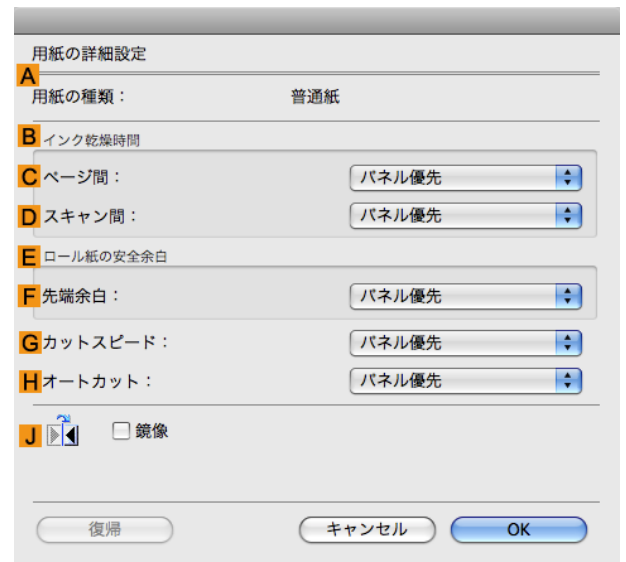 用紙の詳細設定
A
用紙の種類： 普通紙
B インク乾燥時間
C ページ間： パネル優先
D スキャン間： パネル優先
E ロール紙の安全余白
F 先端余白： パネル優先
G カットスピード： パネル優先
H オートカット： パネル優先
J 鏡像
復帰 キャンセル OK